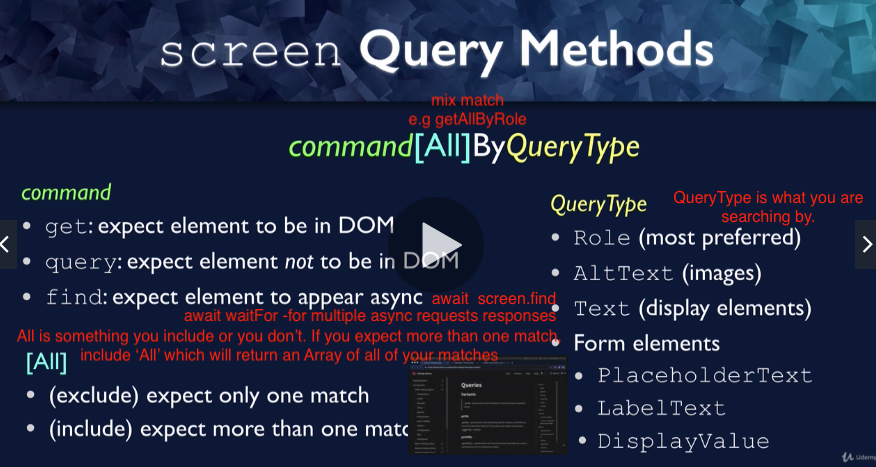 screen Query Methods
mix match
e.g getAllByRole
command[All]ByQueryType
command
get: expect element to be in DOM
query: expect element not to be in DOM
find: expect element to appear async await screen.find
await waitFor -for multiple async requests responses
All is something you include or you don't. If you expect more than one match
include 'All' which will return an Array of all of your matches
[All]
(exclude) expect only one match
(include) expect more than one matc
QueryType
QueryType is what you are
searching by.
Role (most preferred)
AltText (images)
Text (display elements)
Form elements
PlaceholderText
LabelText
DisplayValue
Queries
Udemy